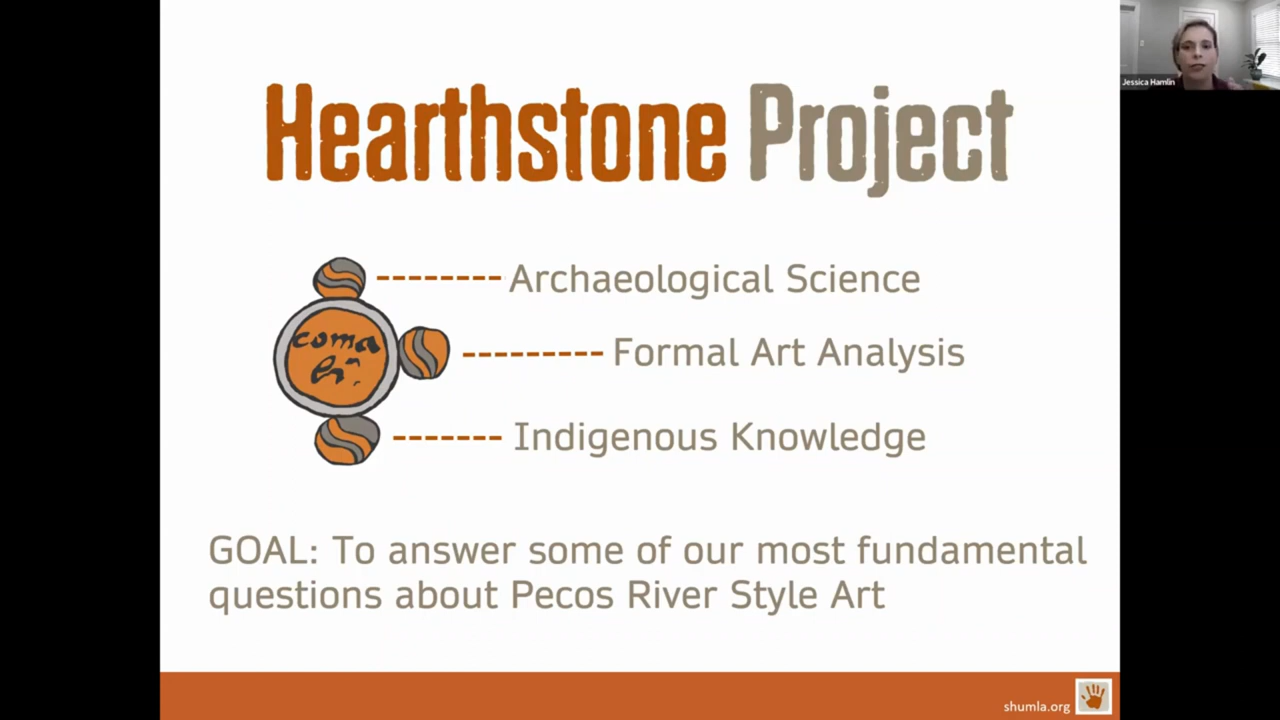 Jessica Hamlin
Hearthstone Project
Archaeological Science
coma
Formal Art Analysis
Indigenous Knowledge
GOAL: To answer some of our most fundamental
questions about Pecos River Style Art
shumla.org